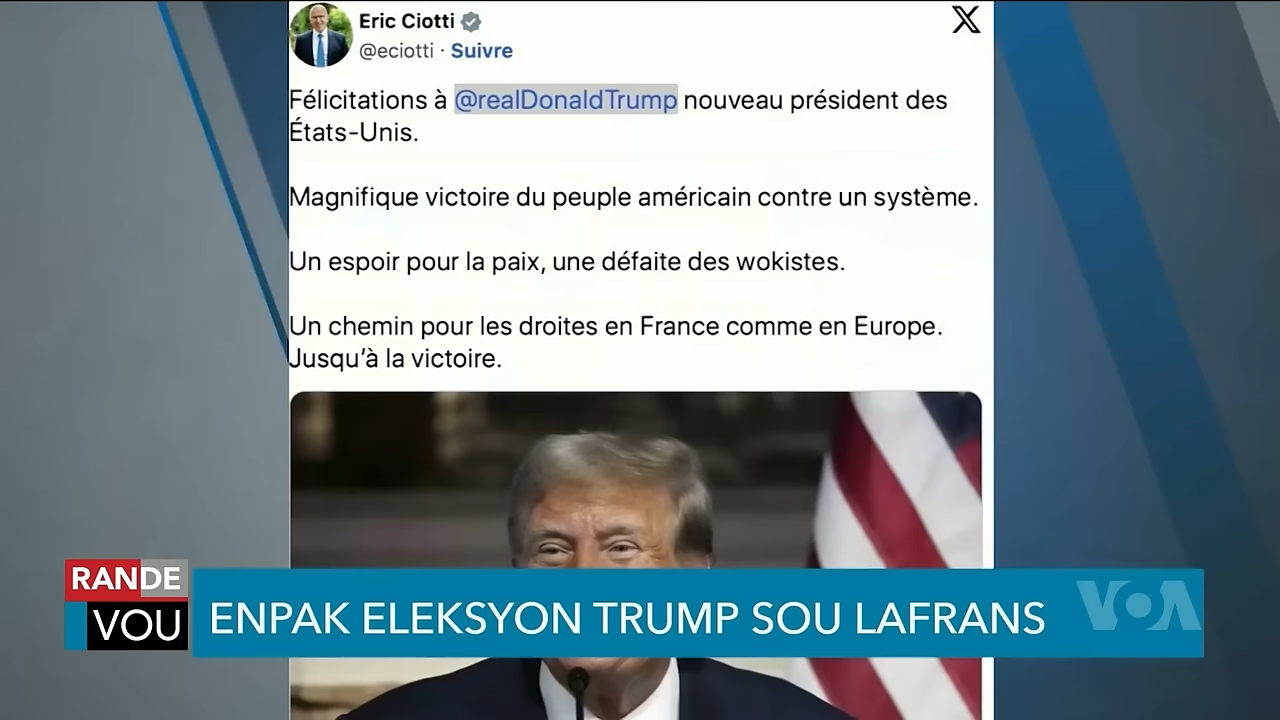 Eric Ciotti
@eciotti · Suivre
Félicitations à @realDonaldTrump nouveau président des
États-Unis.
Magnifique victoire du peuple américain contre un système.
Un espoir pour la paix, une défaite des wokistes.
Un chemin pour les droites en France comme en Europe.
Jusqu'à la victoire.
RANDE
VOU
ENPAK ELEKSYON TRUMP SOU LAFRANS
VOA